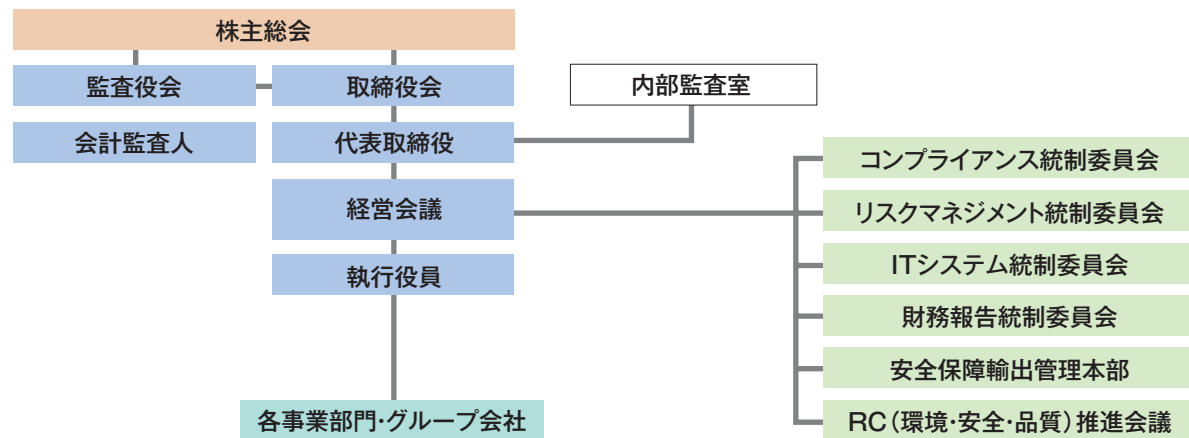 株主総会
監査役会
取締役会
内部監査室
会計監査人
代表取締役
経営会議
執行役員
各事業部門・グループ会社
コンプライアンス統制委員会
リスクマネジメント統制委員会
ITシステム統制委員会
財務報告統制委員会
安全保障輸出管理本部
RC（環境・安全・品質）推進会議